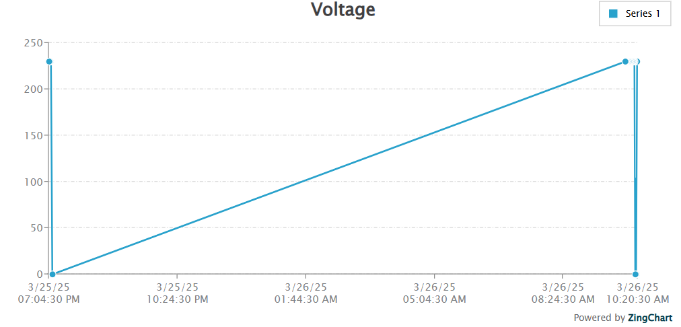 Voltage
Series 1
250
200
150
100
50
0
3/25/25 3/25/25 3/26/25 3/26/25 3/26/25 3/26/25
07:04:30 PM 10:24:30 PM 01:44:30 AM 05:04:30 AM 08:24:30 AM 10:20:30 AM
Powered by ZingChart